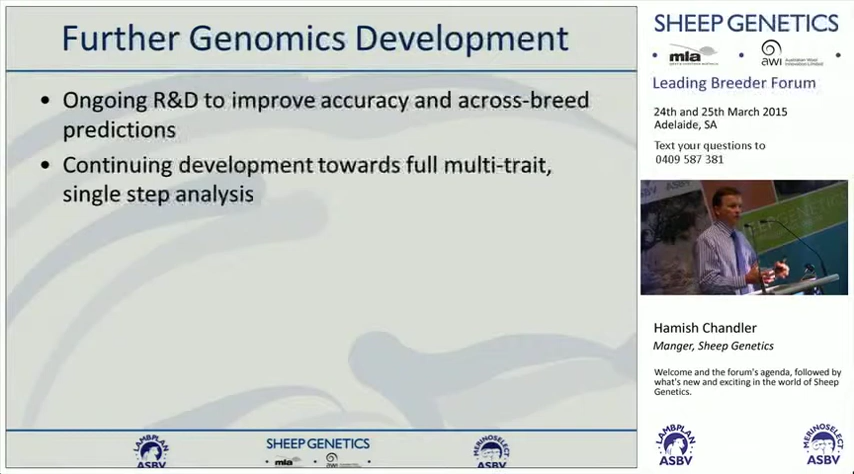 Further Genomics Development
• Ongoing R&D to improve accuracy and across-breed
predictions
• Continuing development towards full multi-trait,
single step analysis
LAMBPLAN
ASBV
SHEEP GENETICS
mla
awi
MERINOSELECT
ASBV
SHEEP GENETICS
mla
awi
Leading Breeder Forum
24th and 25th March 2015
Adelaide, SA
Text your questions to
0409 587 381
ASBV
Hamish Chandler
Manger, Sheep Genetics
Welcome and the forum's agenda, followed by
what's new and exciting in the world of Sheep
Genetics.
LAMBPLAN
ASBV
MERINOSELECT
ASBV